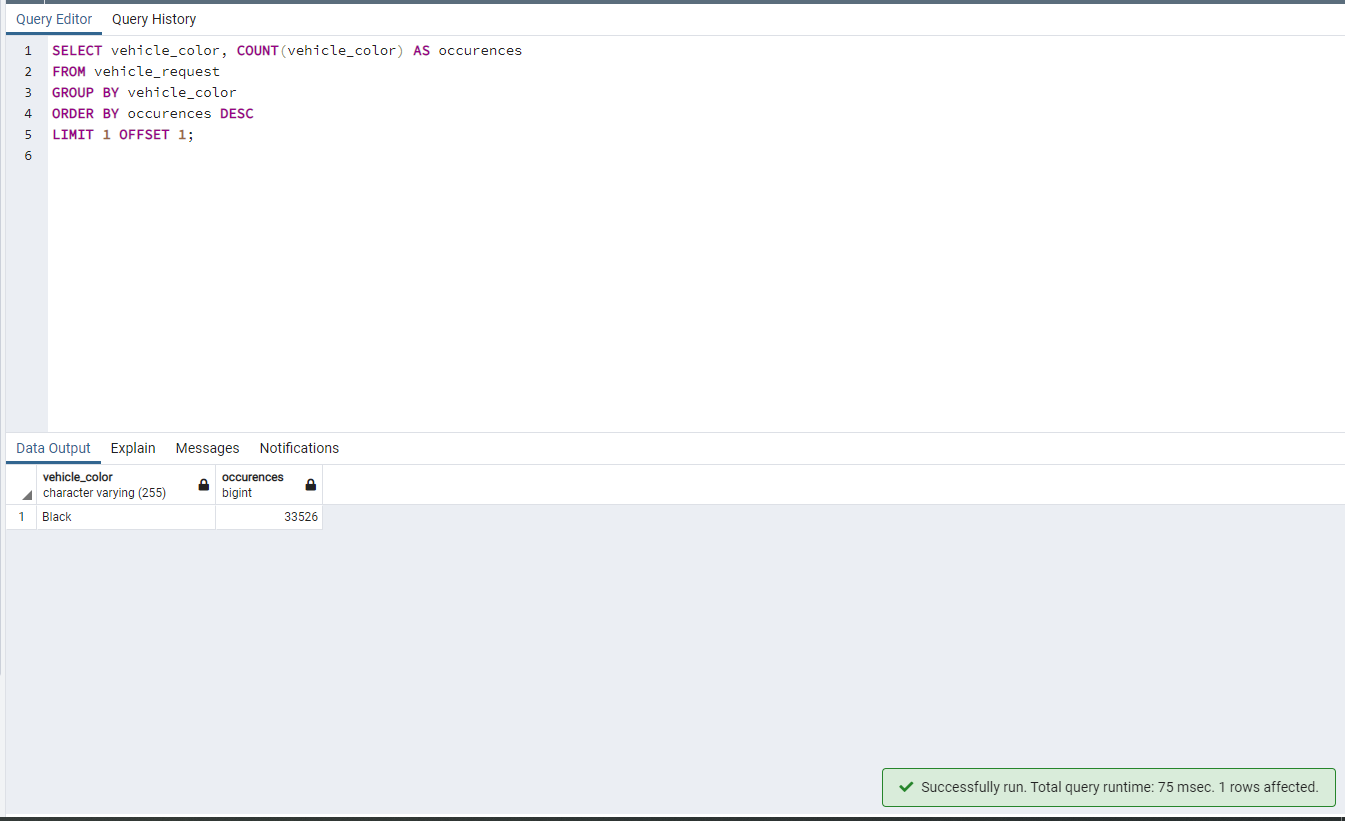 Query Editor Query History
1 SELECT vehicle_color, COUNT(vehicle_color) AS occurences
2 FROM vehicle_request
3 GROUP BY vehicle_color
4 ORDER BY occurences DESC
5 LIMIT 1 OFFSET 1;
6
Data Output Explain Messages Notifications
vehicle_color occurences
character varying (255) bigint
1 Black 33526
Successfully run. Total query runtime: 75 msec. 1 rows affected.